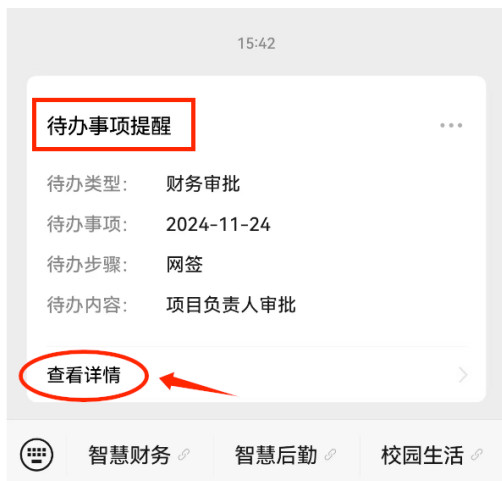 15:42
待办事项提醒
待办类型: 财务审批
待办事项: 2024-11-24
待办步骤: 网签
待办内容: 项目负责人审批
查看详情
智慧财务 智慧后勤 校园生活